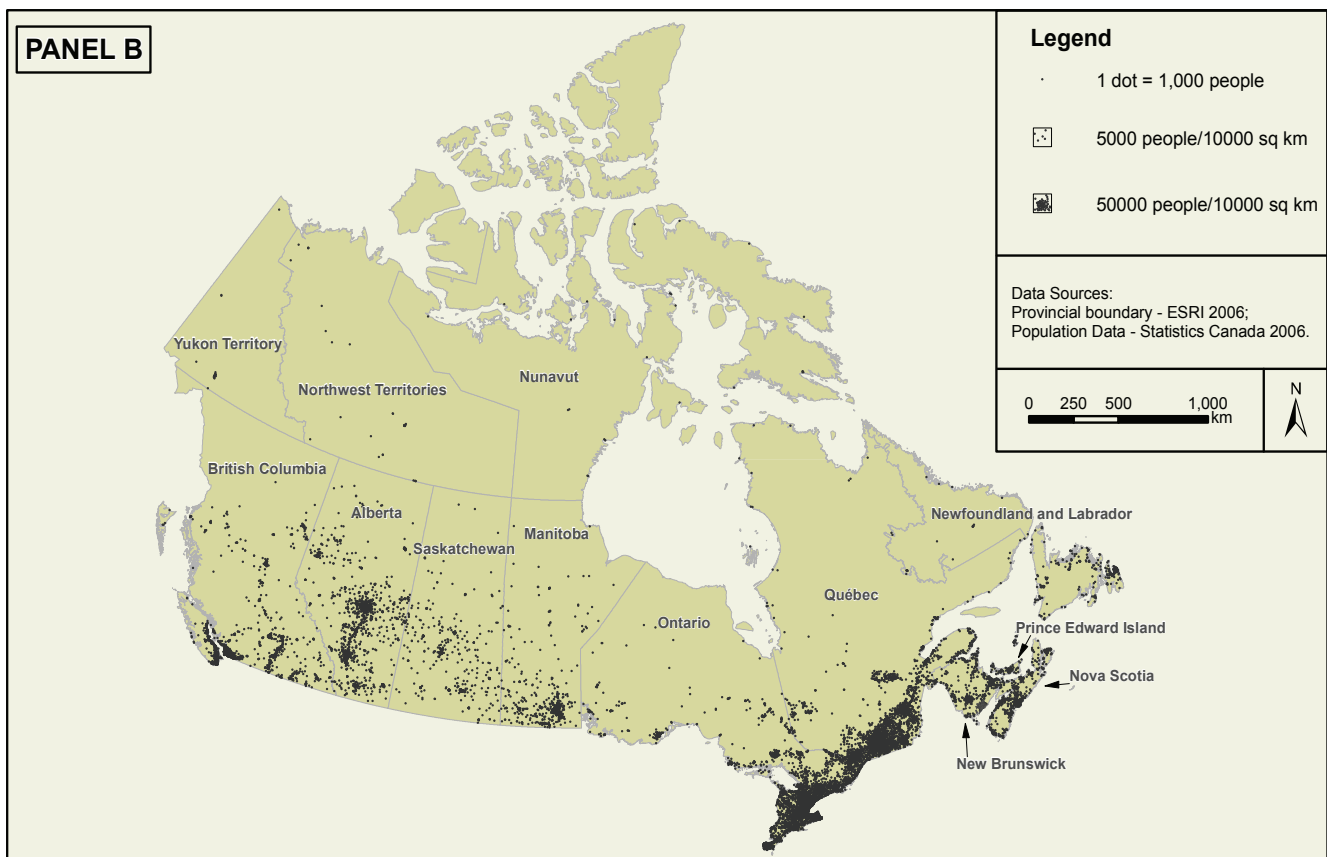 PANEL B
Legend
1 dot = 1,000 people
5000 people/10000 sq km
50000 people/10000 sq km
Data Sources:
Provincial boundary - ESRI 2006;
Population Data - Statistics Canada 2006.
0 250 500 1,000
km
N
Yukon Territory
Northwest Territories
Nunavut
British Columbia
Alberta
Saskatchewan
Manitoba
Newfoundland and Labrador
Québec
Ontario
Prince Edward Island
Nova Scotia
New Brunswick